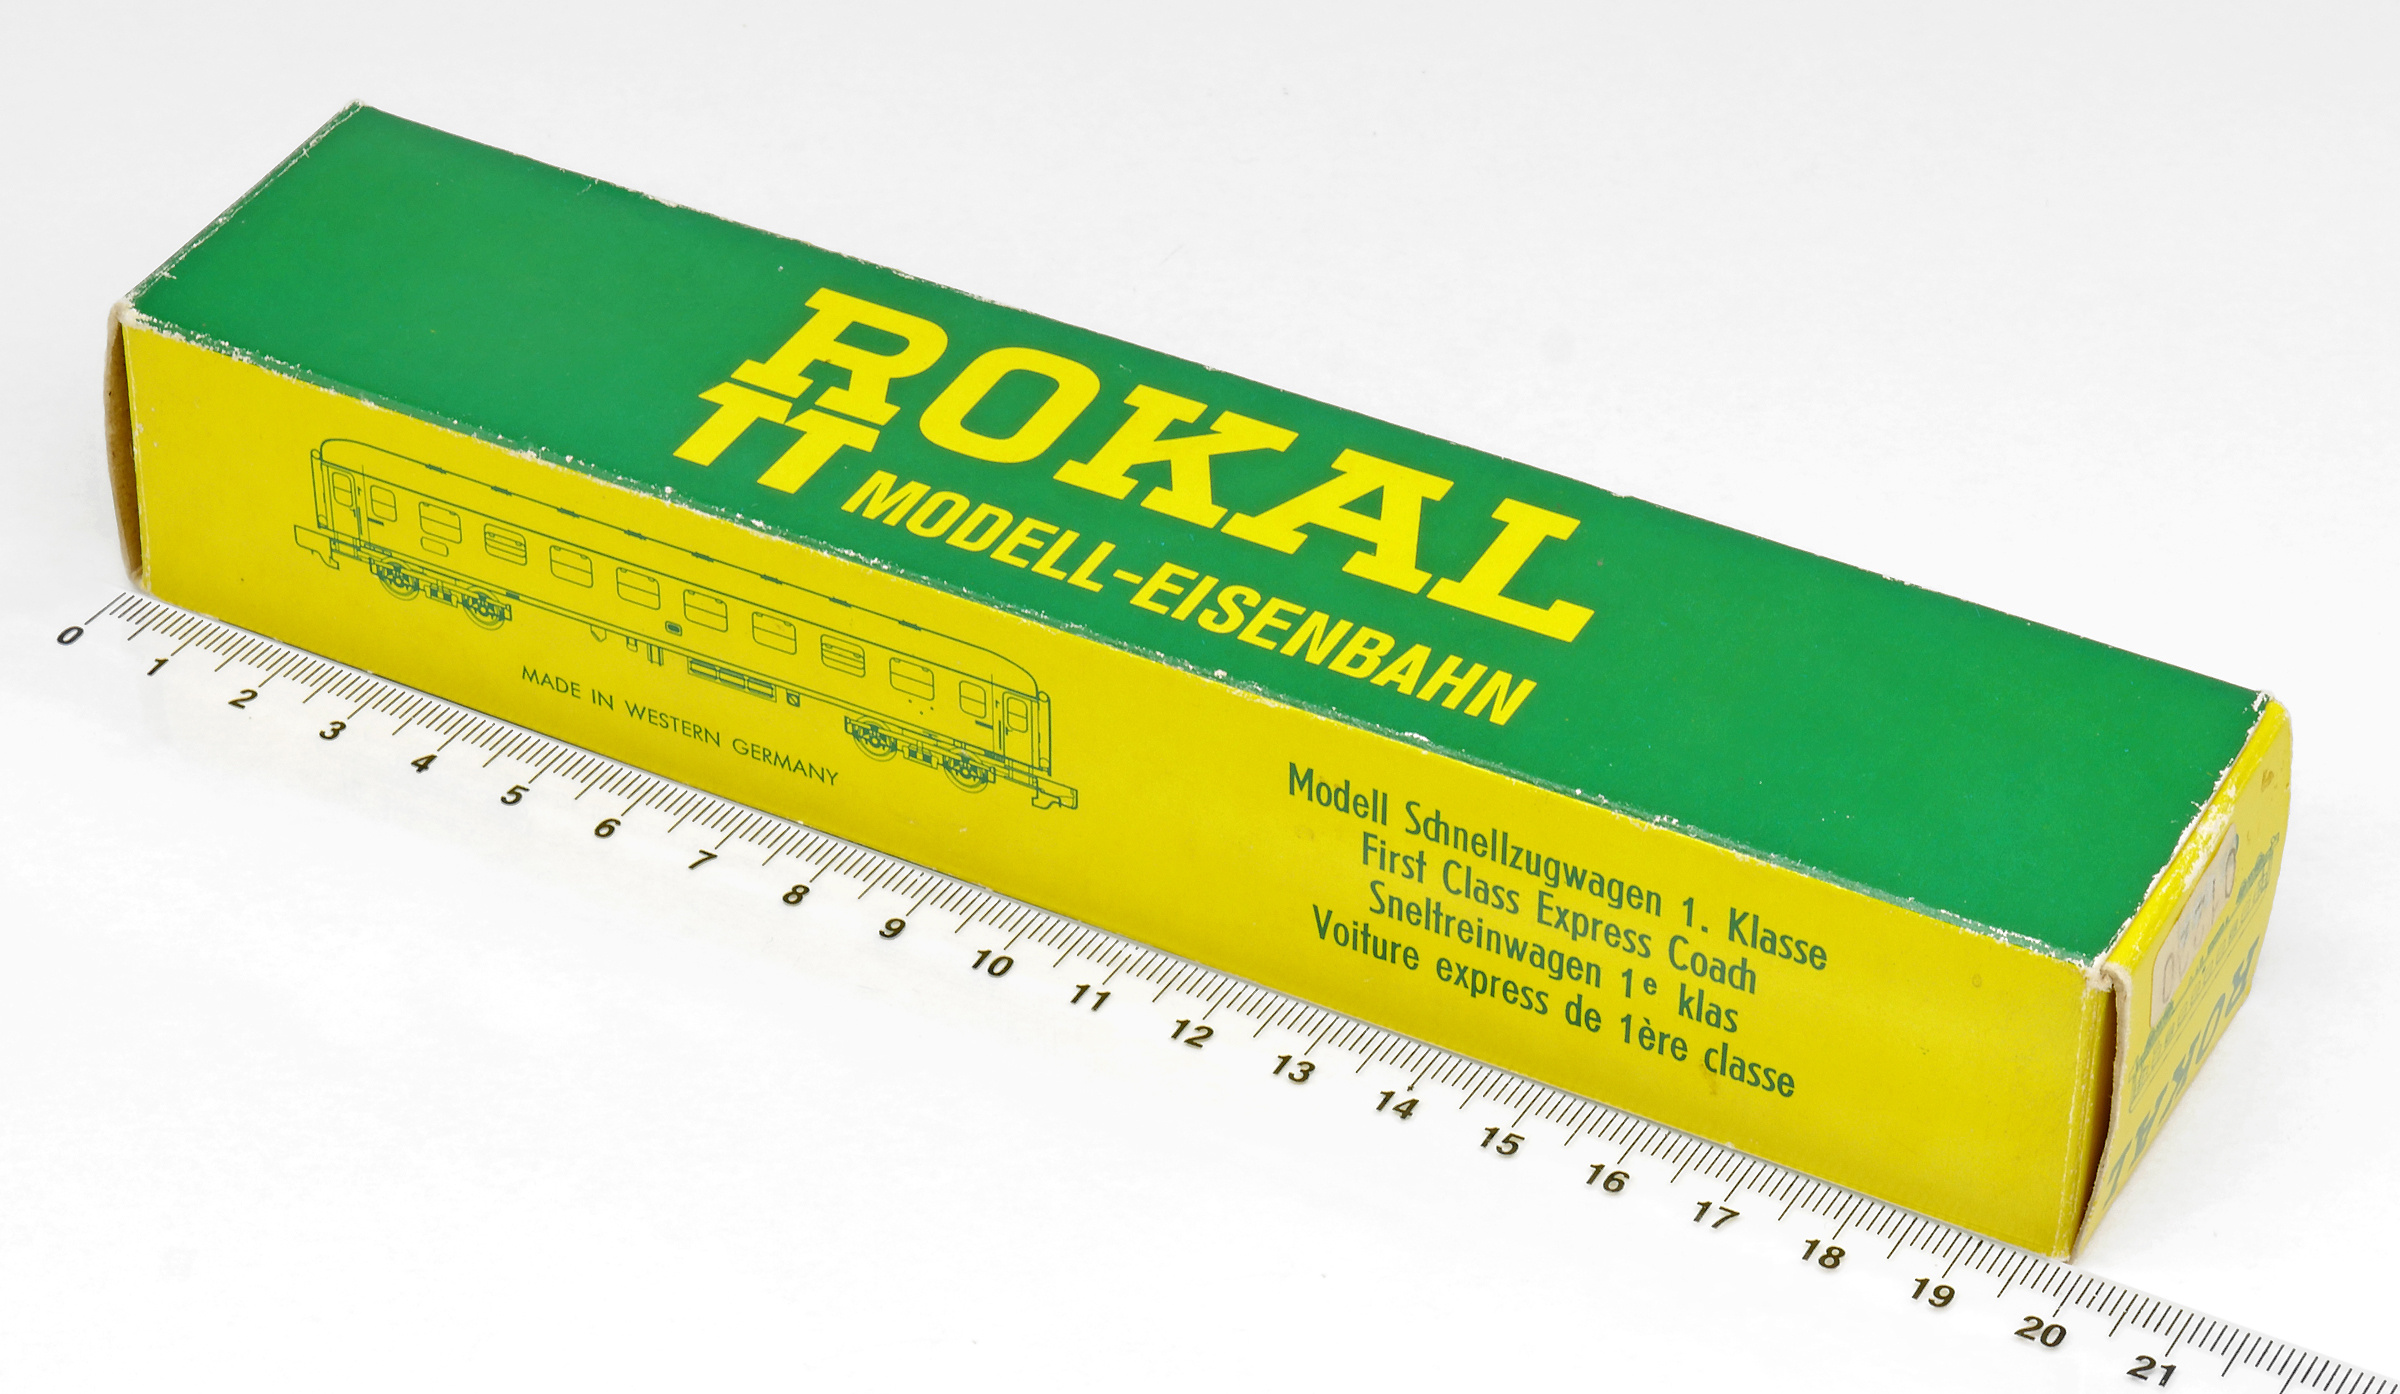 ROKAL
TT MODELL-EISENBAHN
MADE IN WESTERN GERMANY
Modell Schnellzugwagen 1. Klasse
First Class Express Coach
Sneltreinwagen 1e klas
Voiture express de 1ère classe
ROKAL
0 1 2 3 4 5 6 7 8 9 10 11 12 13 14 15 16 17 18 19 20 21